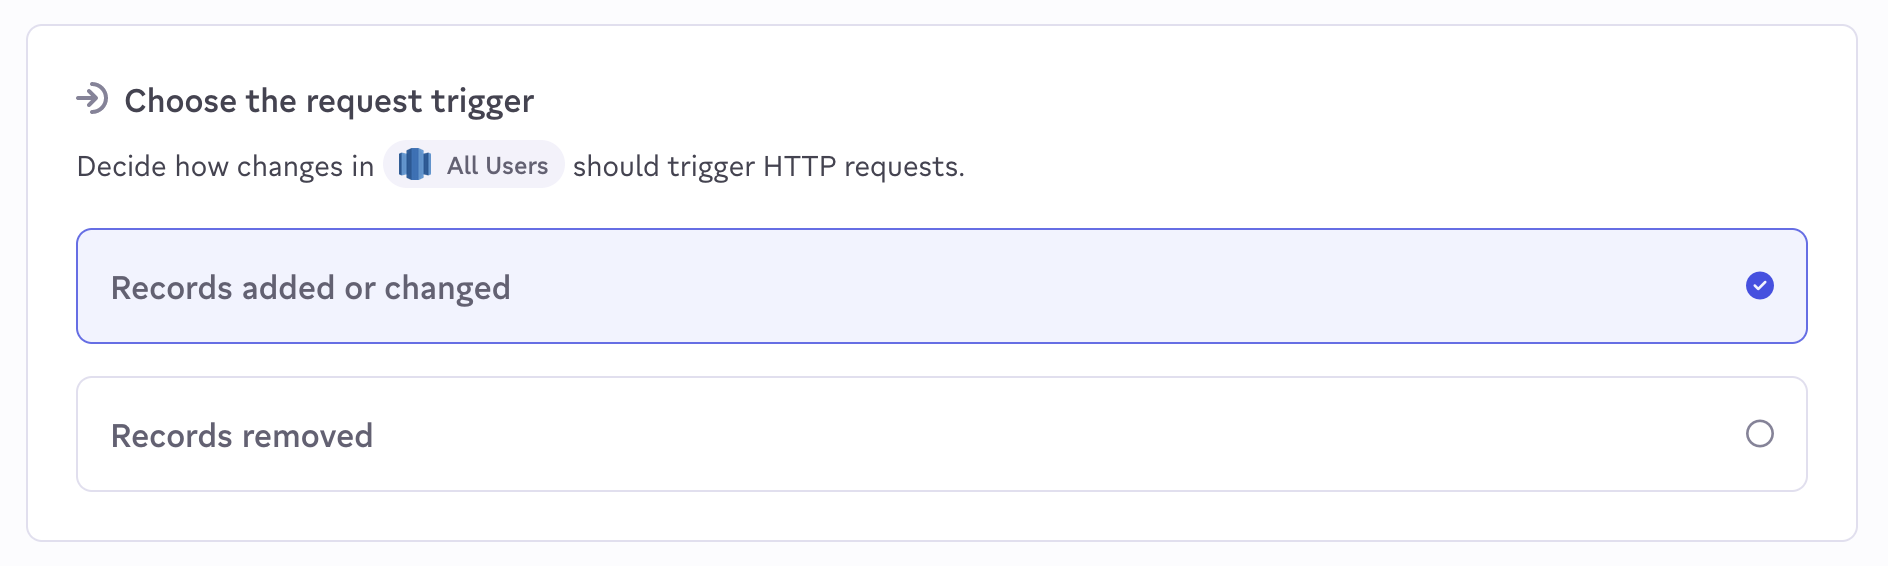 Choose the request trigger
Decide how changes in All Users should trigger HTTP requests.
Records added or changed
Records removed